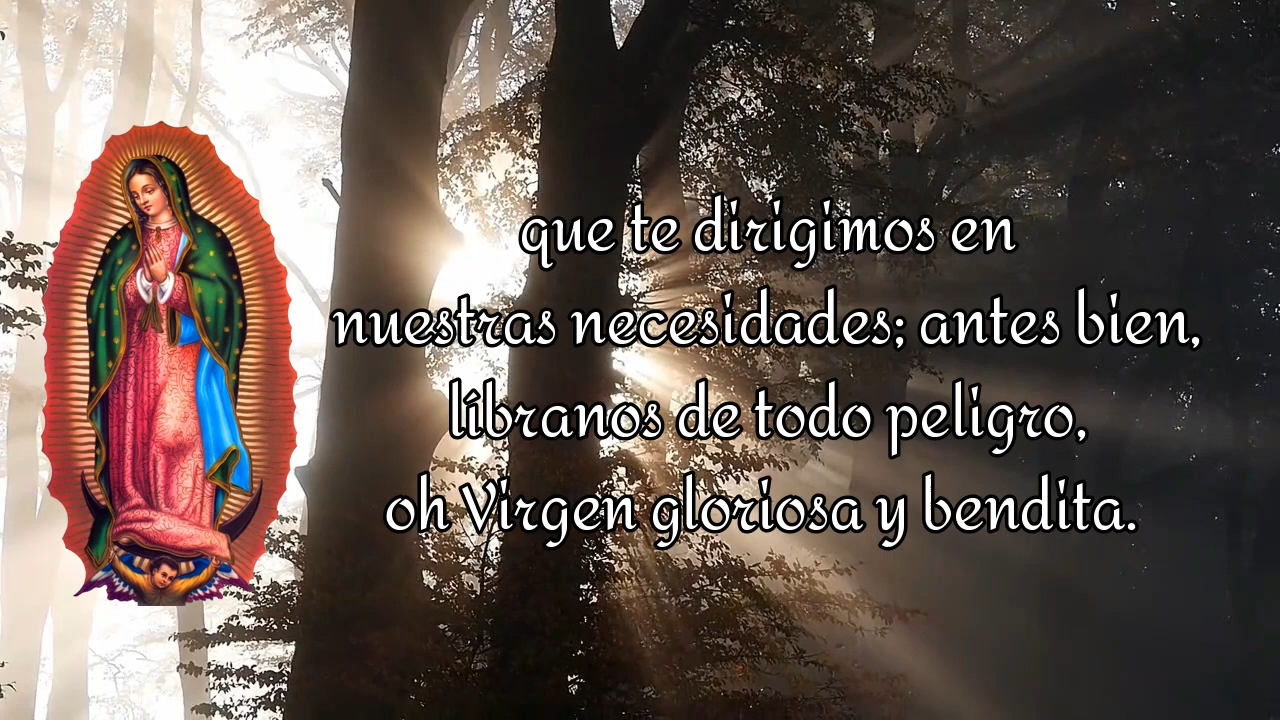 que te dirigimos en
nuestras necesidades; antes bien,
líbranos de todo peligro,
oh Virgen gloriosa y bendita.